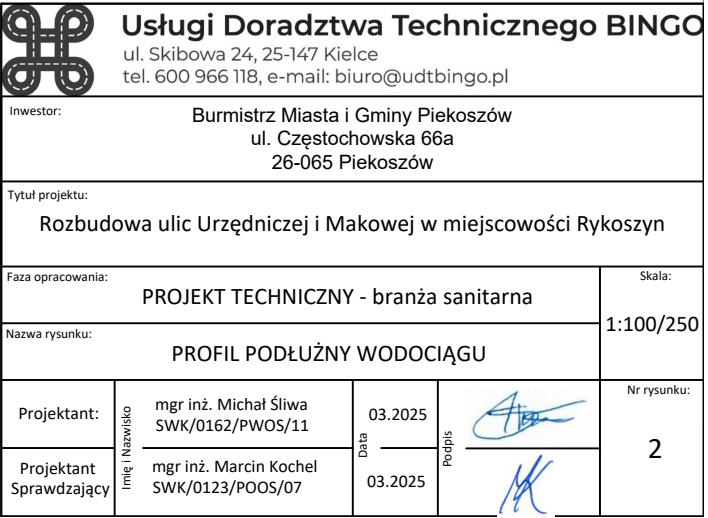 Usługi Doradztwa Technicznego BINGO
ul. Skibowa 24, 25-147 Kielce
tel. 600 966 118, e-mail: biuro@udtbingo.pl
Inwestor:
Burmistrz Miasta i Gminy Piekoszów
ul. Częstochowska 66a
26-065 Piekoszów
Tytuł projektu:
Rozbudowa ulic Urzędniczej i Makowej w miejscowości Rykoszyn
Faza opracowania:
PROJEKT TECHNICZNY - branża sanitarna
Skala:
1:100/250
Nazwa rysunku:
PROFIL PODŁUŻNY WODOCIĄGU
Projektant:
Imię i Nazwisko
mgr inż. Michał Śliwa
SWK/0162/PWOS/11
Data
03.2025
Podpis
Nr rysunku:
2
Projektant
Sprawdzający
mgr inż. Marcin Kochel
SWK/0123/POOS/07
03.2025